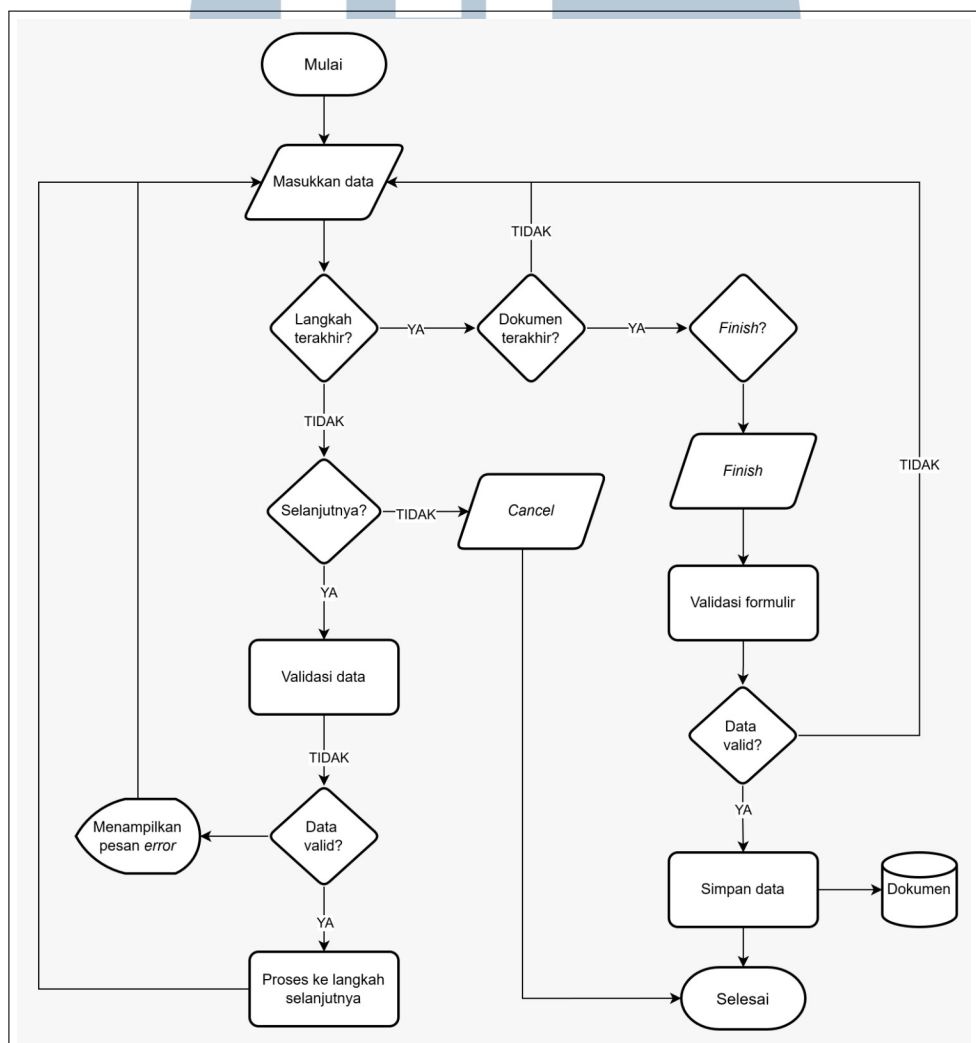 Mulai
Masukkan data
TIDAK
Langkah
terakhir?
YA
Dokumen
terakhir?
YA
Finish?
TIDAK
Finish
TIDAK
Selanjutnya?
TIDAK
Cancel
YA
Validasi formulir
Validasi data
Data
valid?
TIDAK
YA
Menampilkan
pesan error
Data
valid?
Simpan data
Dokumen
YA
Proses ke langkah
selanjutnya
Selesai